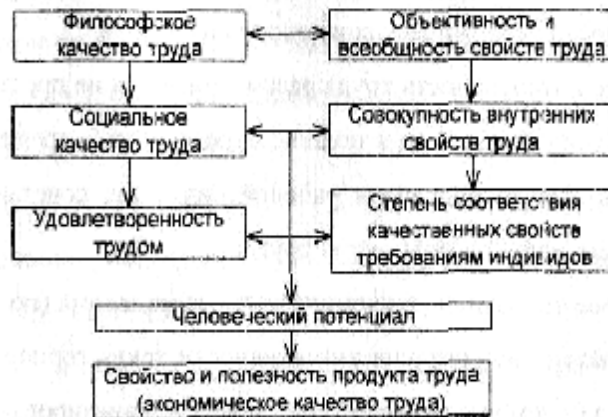 Философское
качество труда
Объективность и
всеобщность свойств труда
Социальное
качество труда
Совокупность внутренних
свойств труда
Удовлетворенность
трудом
Степень соответствия
качественных свойств
требованиям индивидов
Человеческий потенциал
Свойство и полезность продукта труда
(экономическое качество труда)